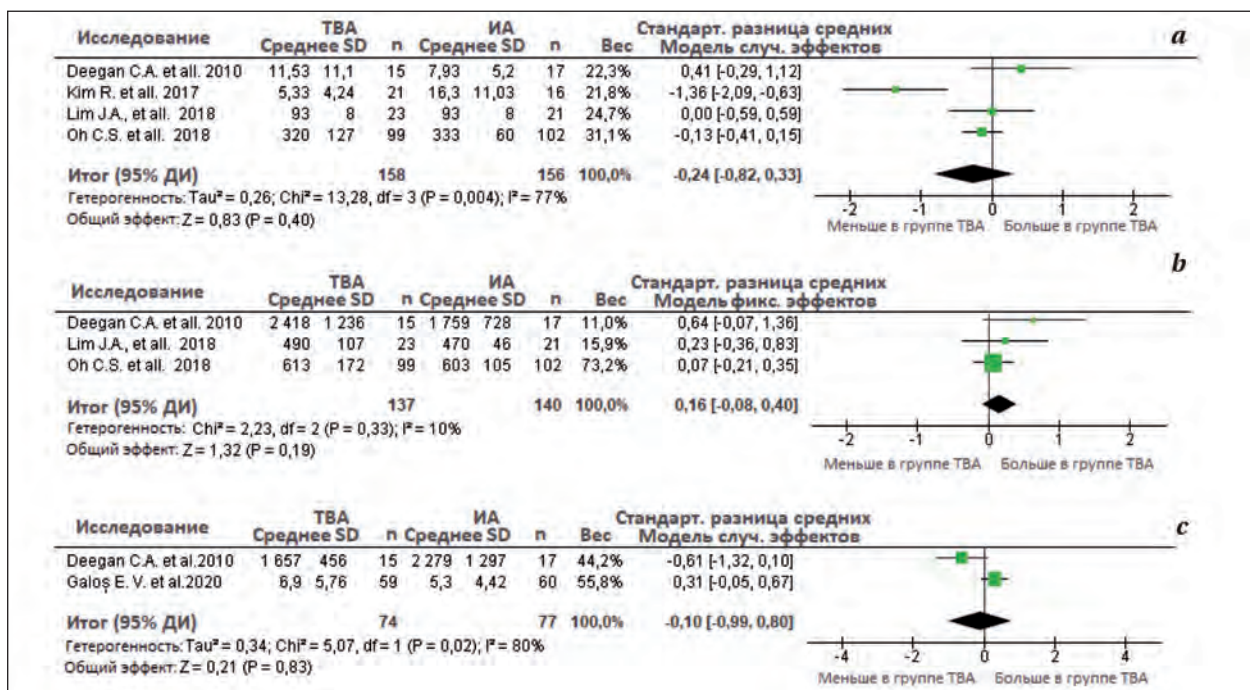 ТВА ИА Стандарт. разница средних a
Исследование Среднее SD n Среднее SD n Вес Модель случ. эффектов
Deegan C.A. et all. 2010 11,53 11,1 15 7,93 5,2 17 22,3% 0,41 [-0,29, 1,12]
Kim R. et all. 2017 5,33 4,24 21 16,3 11,03 16 21,8% -1,36 [-2,09, -0,63]
Lim J.A., et all. 2018 93 8 23 93 8 21 24,7% 0,00 [-0,59, 0,59]
Oh C.S. et all. 2018 320 127 99 333 60 102 31,1% -0,13 [-0,41, 0,15]
Итог (95% ДИ) 158 156 100,0% -0,24 [-0,82, 0,33]
Гетерогенность: Tau² = 0,26; Chi² = 13,28, df = 3 (P = 0,004); I² = 77%
Общий эффект: Z = 0,83 (P = 0,40)
-2 -1 0 1 2
Меньше в группе ТВА Больше в группе ТВА
b
ТВА ИА Стандарт. разница средних
Исследование Среднее SD n Среднее SD n Вес Модель фикс. эффектов
Deegan C.A. et all. 2010 2 418 1 236 15 1 759 728 17 11,0% 0,64 [-0,07, 1,36]
Lim J.A., et all. 2018 490 107 23 470 46 21 15,9% 0,23 [-0,36, 0,83]
Oh C.S. et all. 2018 613 172 99 603 105 102 73,2% 0,07 [-0,21, 0,35]
Итог (95% ДИ) 137 140 100,0% 0,16 [-0,08, 0,40]
Гетерогенность: Chi² = 2,23, df = 2 (P = 0,33); I² = 10%
Общий эффект: Z = 1,32 (P = 0,19)
-2 -1 0 1 2
Меньше в группе ТВА Больше в группе ТВА
ТВА ИА Стандарт. разница средних c
Исследование Среднее SD n Среднее SD n Вес Модель случ. эффектов
Deegan C.A. et al.2010 1 657 456 15 2 279 1 297 17 44,2% -0,61 [-1,32, 0,10]
Galoș E. V. et al.2020 6,9 5,76 59 5,3 4,42 60 55,8% 0,31 [-0,05, 0,67]
Итог (95% ДИ) 74 77 100,0% -0,10 [-0,99, 0,80]
Гетерогенность: Tau² = 0,34; Chi² = 5,07, df = 1 (P = 0,02); I² = 80%
Общий эффект: Z = 0,21 (P = 0,83)
-4 -2 0 2 4
Меньше в группе ТВА Больше в группе ТВА